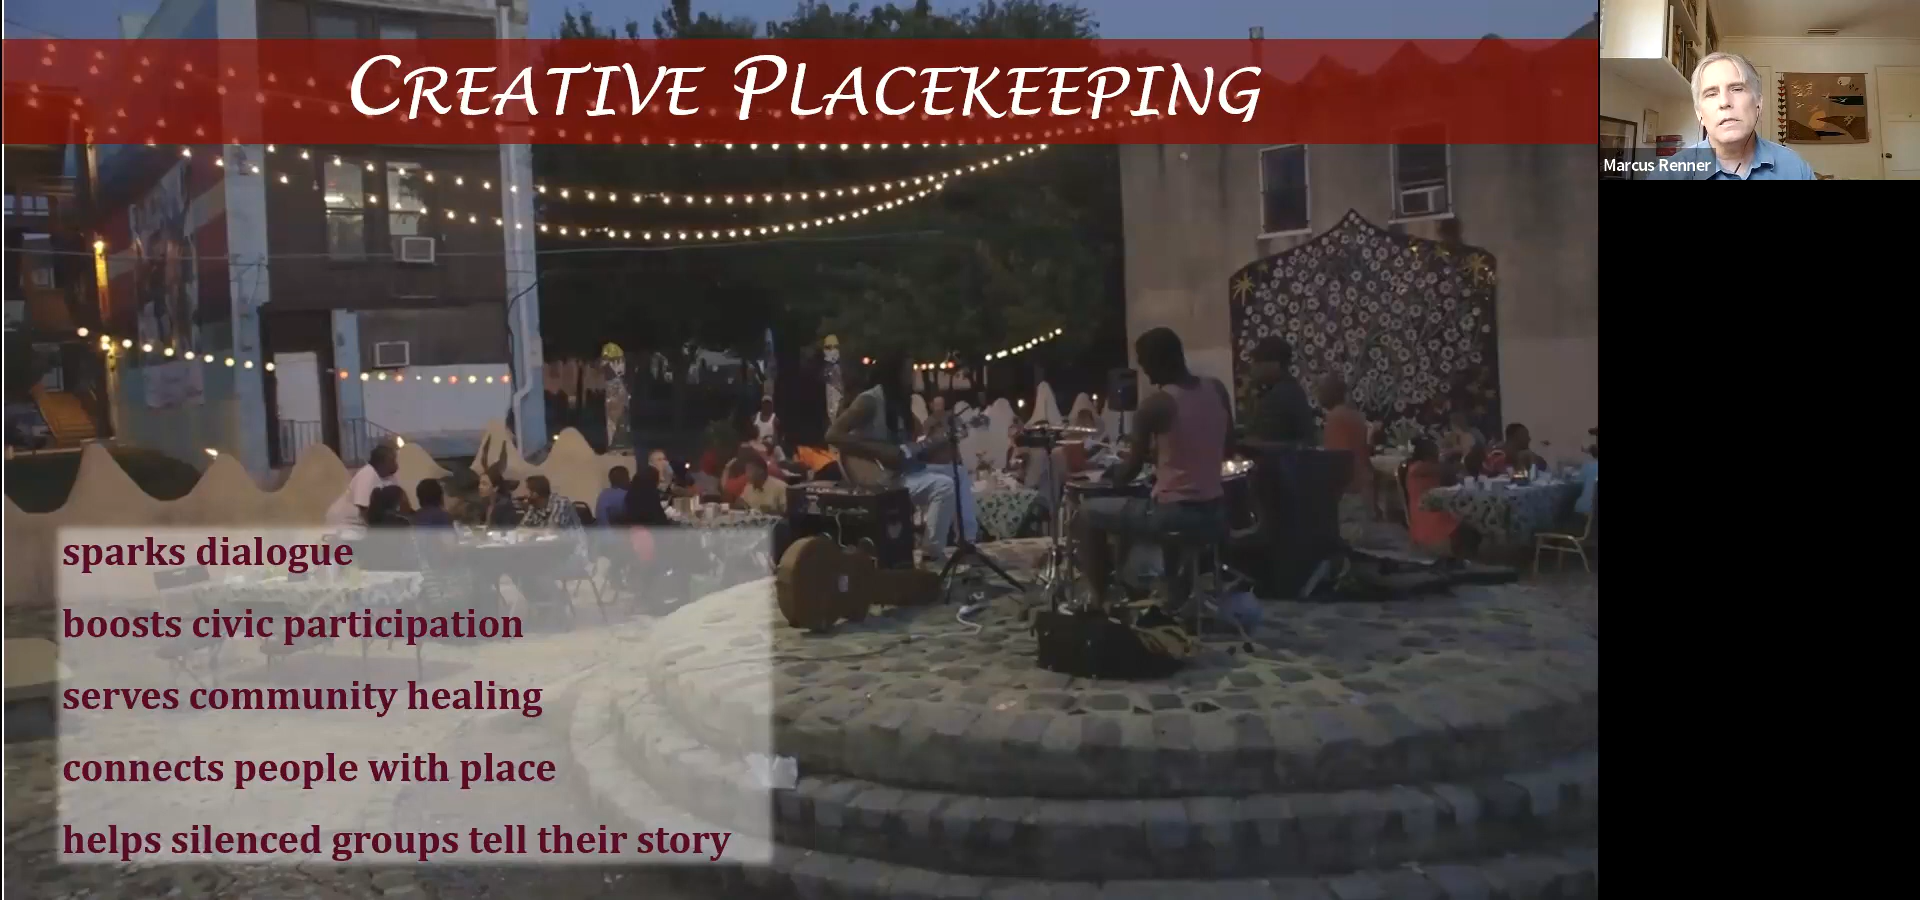 CREATIVE PLACEKEEPING
Marcus Renner
sparks dialogue
boosts civic participation
serves community healing
connects people with place
helps silenced groups tell their story